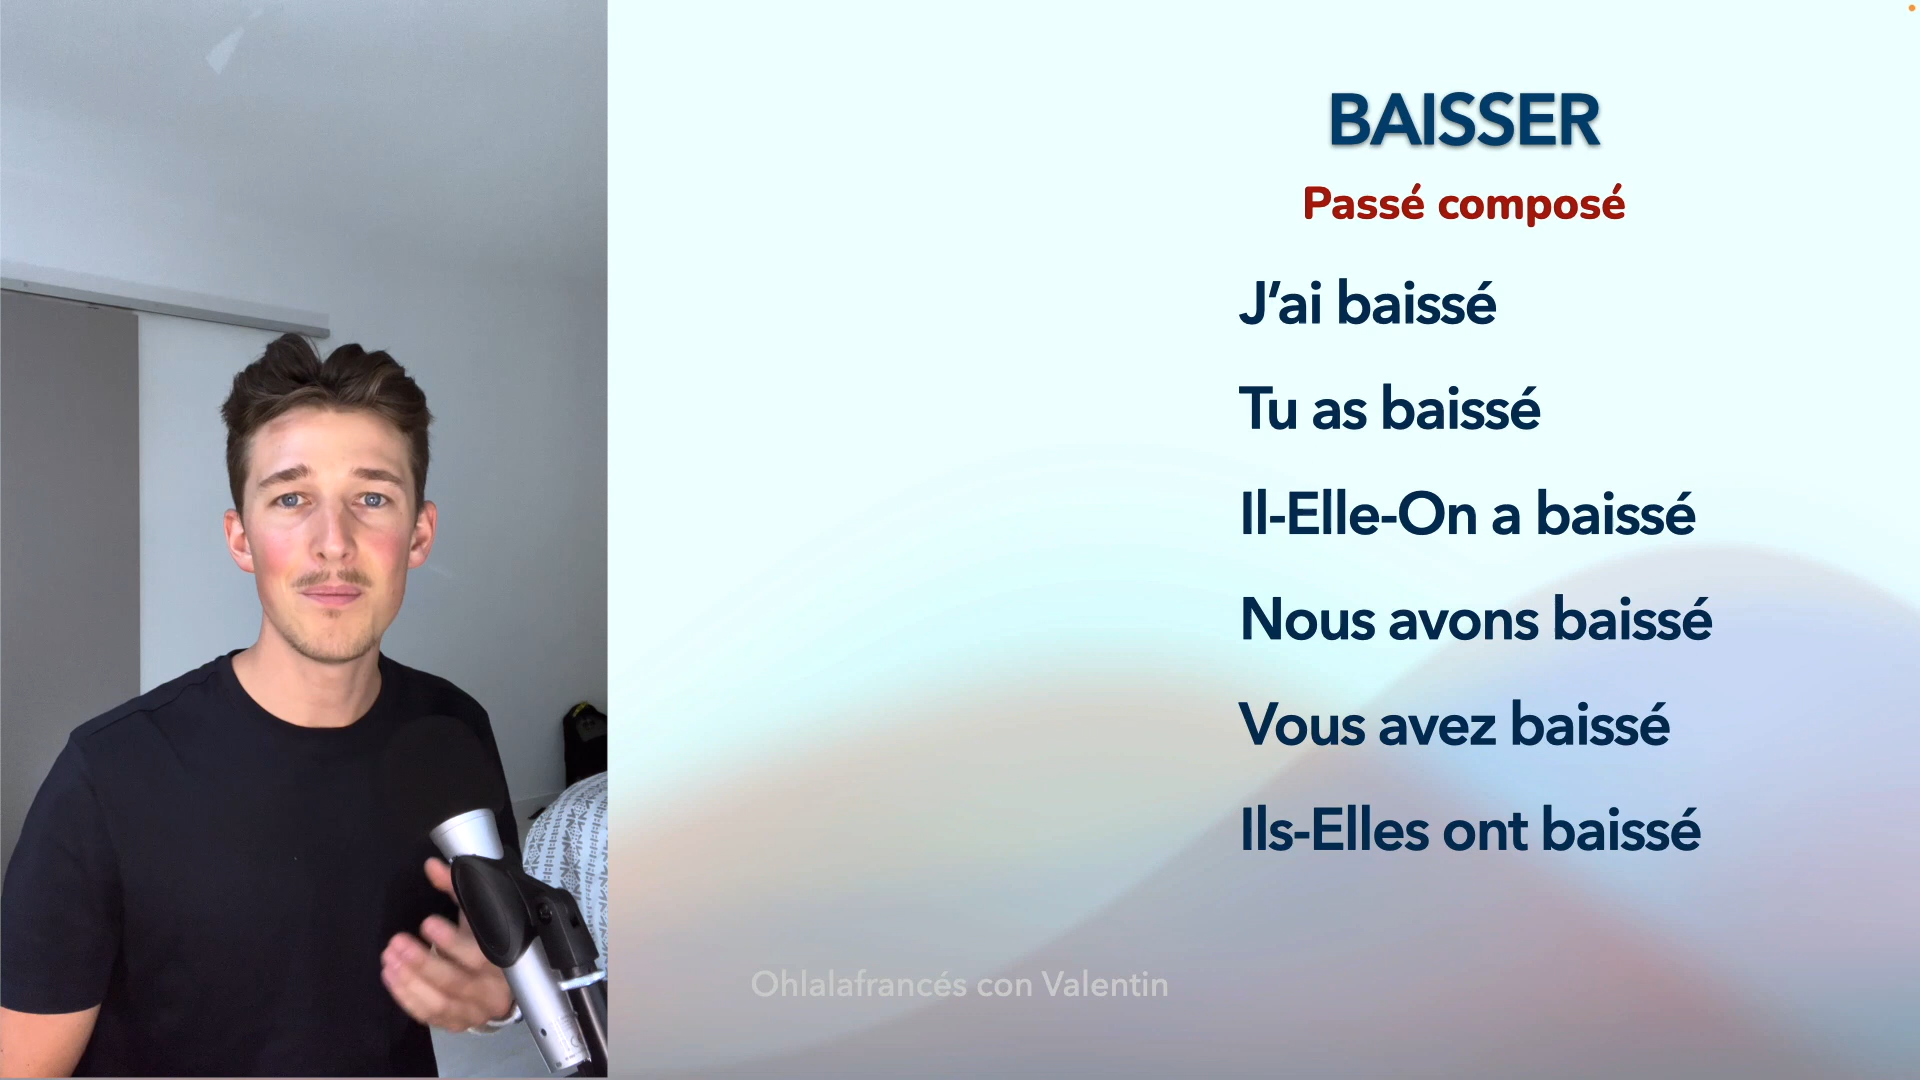 BAISSER
Passé composé
J’ai baissé
Tu as baissé
Il-Elle-On a baissé
Nous avons baissé
Vous avez baissé
Ils-Elles ont baissé
Ohlalafrancés con Valentin